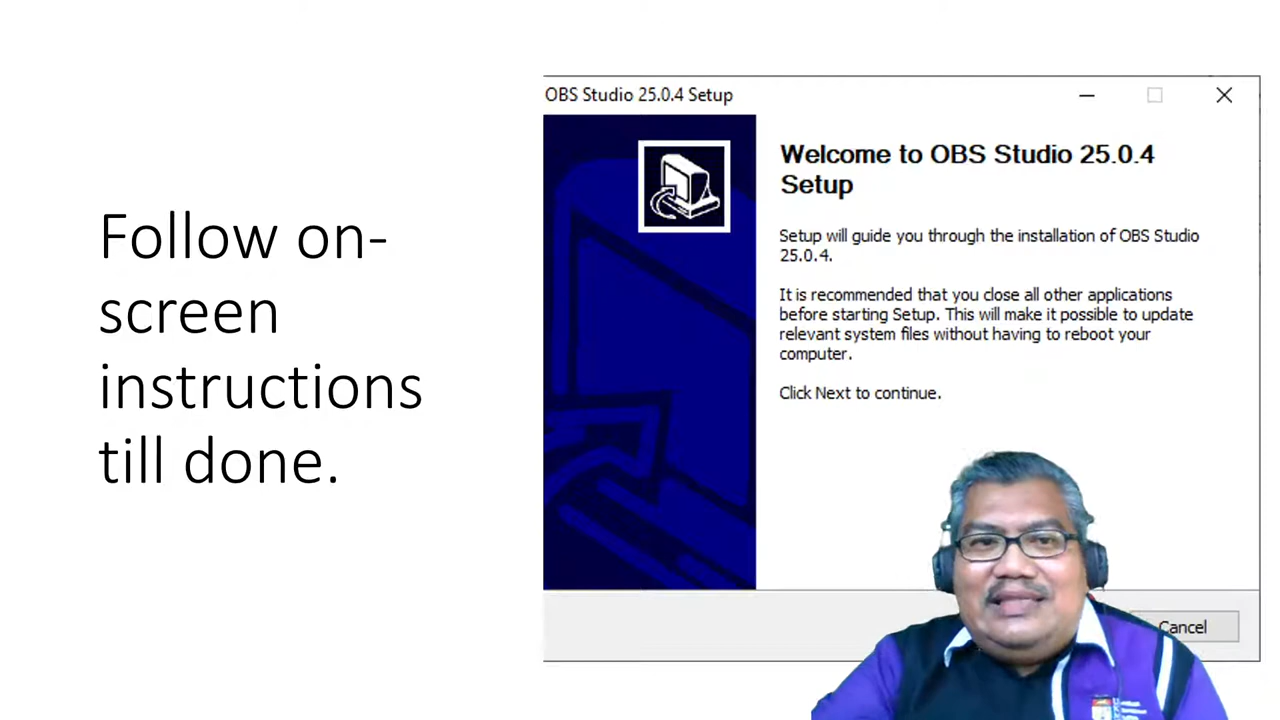 Follow on-
screen
instructions
till done.
OBS Studio 25.0.4 Setup
Welcome to OBS Studio 25.0.4
Setup
Setup will guide you through the installation of OBS Studio
25.0.4.
It is recommended that you close all other applications
before starting Setup. This will make it possible to update
relevant system files without having to reboot your
computer.
Click Next to continue.
Cancel